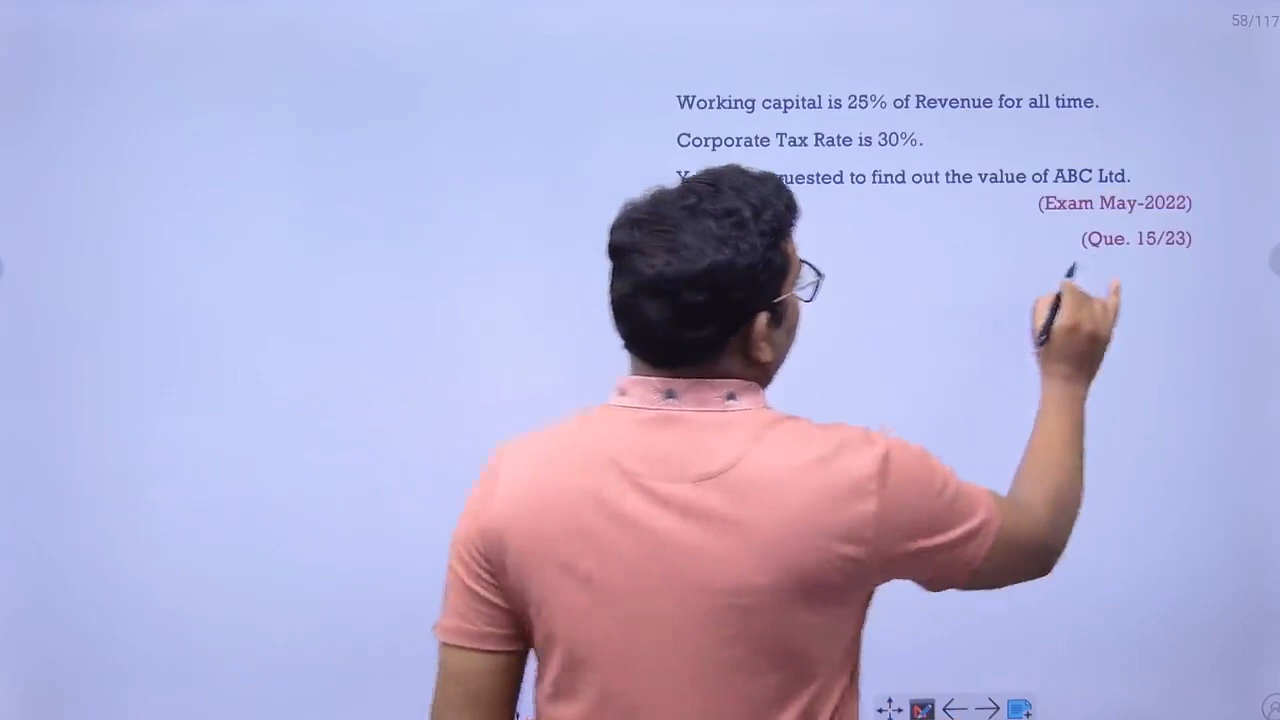 58/117
Working capital is 25% of Revenue for all time.
Corporate Tax Rate is 30%.
to find out the value of ABC Ltd.
(Exam May-2022)
(Que. 15/23)